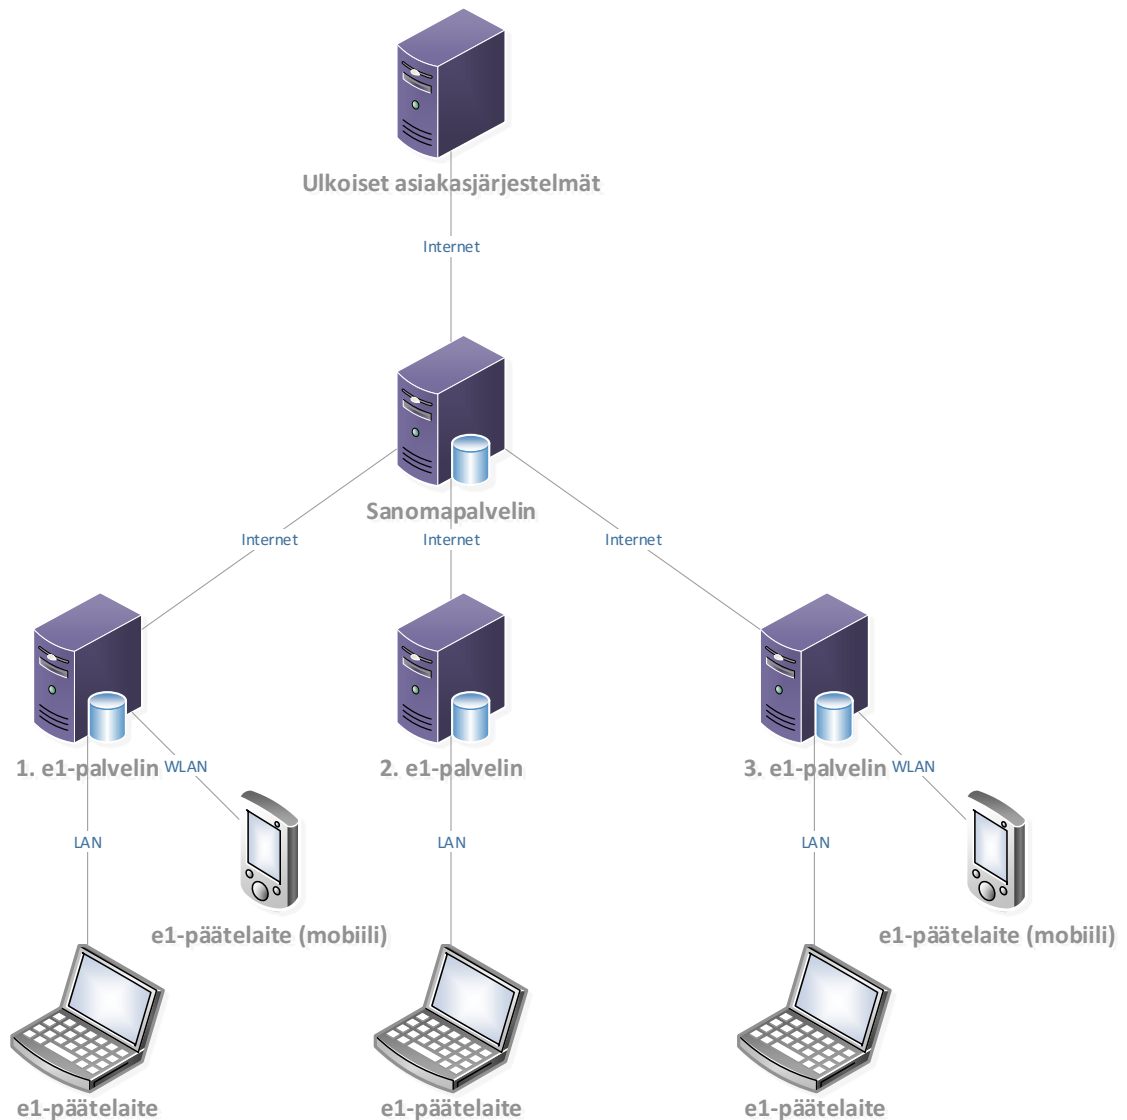 Ulkoiset asiakasjärjestelmät
Internet
Sanomapalvelin
Internet
Internet
Internet
1. e1-palvelin
WLAN
2. e1-palvelin
3. e1-palvelin
WLAN
LAN
LAN
LAN
e1-päätelaite (mobiili)
e1-päätelaite (mobiili)
e1-päätelaite
e1-päätelaite
e1-päätelaite